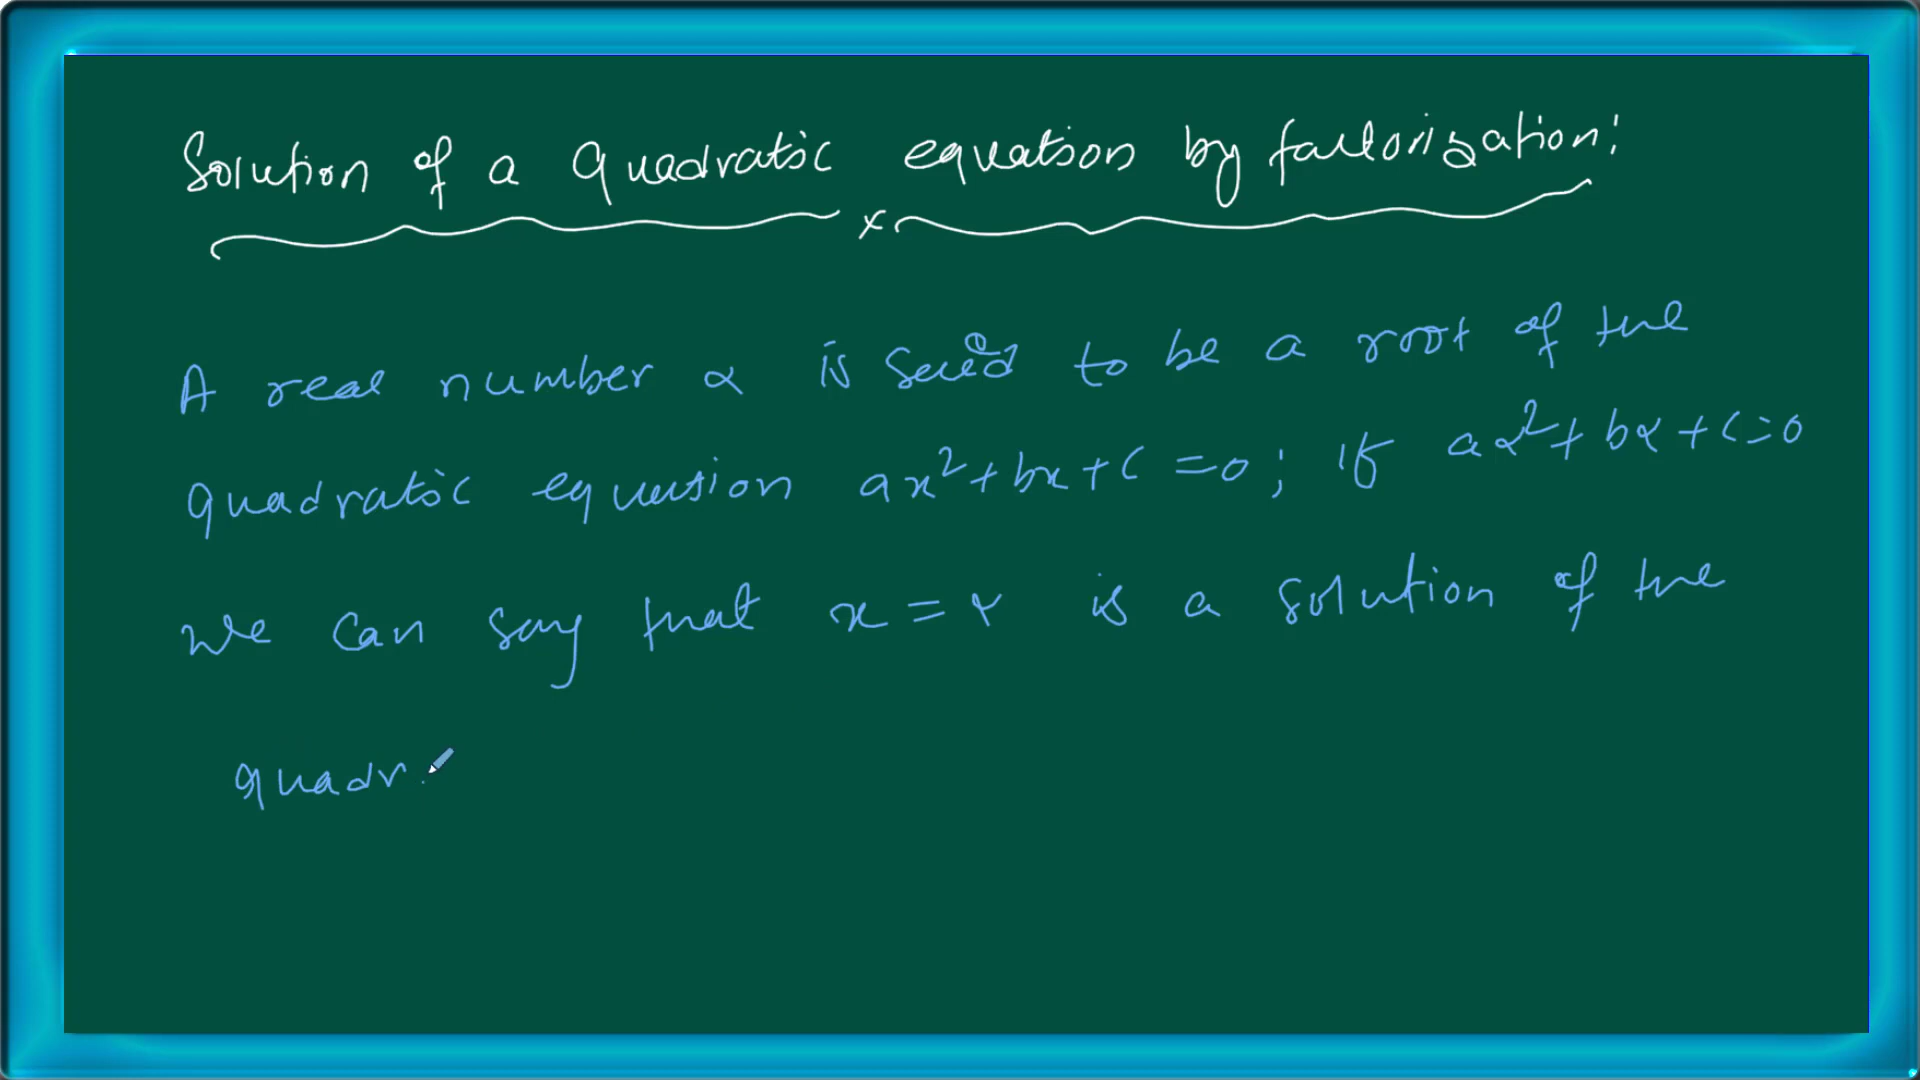 Solution of a quadratic equation by factorization:
A real number α is said to be a root of the
quadratic equation ax²+bx+c=0; if aα²+bα+c=0
we can say that x=α is a solution of the
quadr